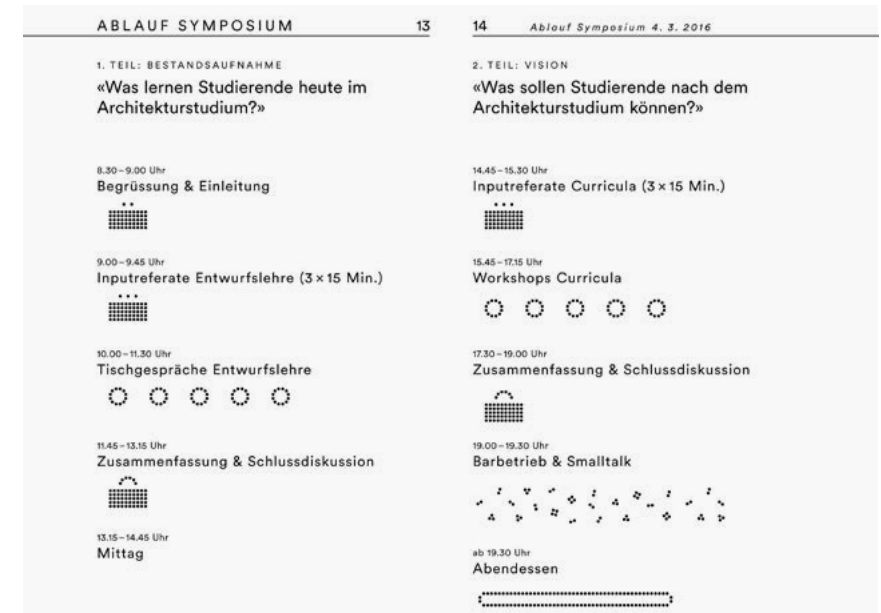 ABLAUF SYMPOSIUM 13
1. TEIL: BESTANDSAUFNAHME
«Was lernen Studierende heute im
Architekturstudium?»
8.30–9.00 Uhr
Begrüssung & Einleitung
9.00–9.45 Uhr
Inputreferate Entwurfslehre (3 × 15 Min.)
10.00–11.30 Uhr
Tischgespräche Entwurfslehre
11.45–13.15 Uhr
Zusammenfassung & Schlussdiskussion
13.15–14.45 Uhr
Mittag
14 Ablauf Symposium 4. 3. 2016
2. TEIL: VISION
«Was sollen Studierende nach dem
Architekturstudium können?»
14.45–15.30 Uhr
Inputreferate Curricula (3 × 15 Min.)
15.45–17.15 Uhr
Workshops Curricula
17.30–19.00 Uhr
Zusammenfassung & Schlussdiskussion
19.00–19.30 Uhr
Barbetrieb & Smalltalk
ab 19.30 Uhr
Abendessen